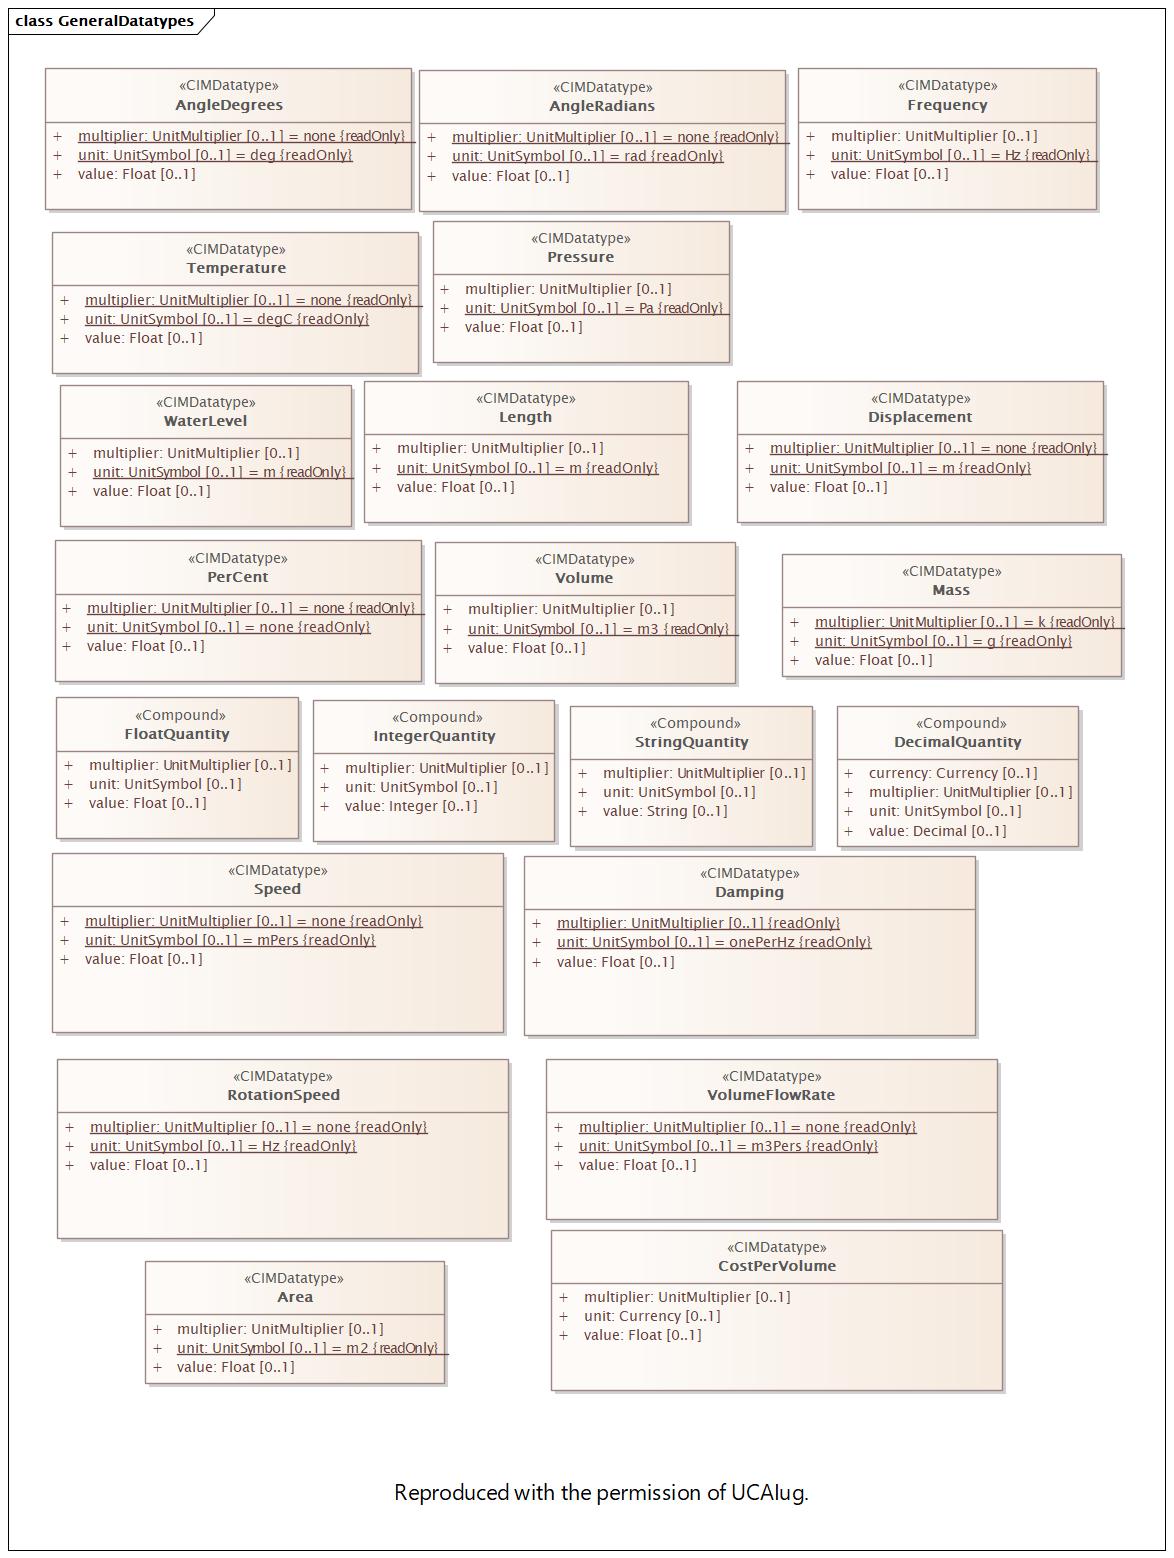 class GeneralDatatypes
«CIMDatatype»
AngleDegrees
+ multiplier: UnitMultiplier [0..1] = none {readOnly}
+ unit: UnitSymbol [0..1] = deg {readOnly}
+ value: Float [0..1]
«CIMDatatype»
AngleRadians
+ multiplier: UnitMultiplier [0..1] = none {readOnly}
+ unit: UnitSymbol [0..1] = rad {readOnly}
+ value: Float [0..1]
«CIMDatatype»
Frequency
+ multiplier: UnitMultiplier [0..1]
+ unit: UnitSymbol [0..1] = Hz {readOnly}
+ value: Float [0..1]
«CIMDatatype»
Temperature
+ multiplier: UnitMultiplier [0..1] = none {readOnly}
+ unit: UnitSymbol [0..1] = degC {readOnly}
+ value: Float [0..1]
«CIMDatatype»
Pressure
+ multiplier: UnitMultiplier [0..1]
+ unit: UnitSymbol [0..1] = Pa {readOnly}
+ value: Float [0..1]
«CIMDatatype»
WaterLevel
+ multiplier: UnitMultiplier [0..1]
+ unit: UnitSymbol [0..1] = m {readOnly}
+ value: Float [0..1]
«CIMDatatype»
Length
+ multiplier: UnitMultiplier [0..1]
+ unit: UnitSymbol [0..1] = m {readOnly}
+ value: Float [0..1]
«CIMDatatype»
Displacement
+ multiplier: UnitMultiplier [0..1] = none {readOnly}
+ unit: UnitSymbol [0..1] = m {readOnly}
+ value: Float [0..1]
«CIMDatatype»
PerCent
+ multiplier: UnitMultiplier [0..1] = none {readOnly}
+ unit: UnitSymbol [0..1] = none {readOnly}
+ value: Float [0..1]
«CIMDatatype»
Volume
+ multiplier: UnitMultiplier [0..1]
+ unit: UnitSymbol [0..1] = m3 {readOnly}
+ value: Float [0..1]
«CIMDatatype»
Mass
+ multiplier: UnitMultiplier [0..1] = k {readOnly}
+ unit: UnitSymbol [0..1] = g {readOnly}
+ value: Float [0..1]
«Compound»
FloatQuantity
+ multiplier: UnitMultiplier [0..1]
+ unit: UnitSymbol [0..1]
+ value: Float [0..1]
«Compound»
IntegerQuantity
+ multiplier: UnitMultiplier [0..1]
+ unit: UnitSymbol [0..1]
+ value: Integer [0..1]
«Compound»
StringQuantity
+ multiplier: UnitMultiplier [0..1]
+ unit: UnitSymbol [0..1]
+ value: String [0..1]
«Compound»
DecimalQuantity
+ currency: Currency [0..1]
+ multiplier: UnitMultiplier [0..1]
+ unit: UnitSymbol [0..1]
+ value: Decimal [0..1]
«CIMDatatype»
Speed
+ multiplier: UnitMultiplier [0..1] = none {readOnly}
+ unit: UnitSymbol [0..1] = mPers {readOnly}
+ value: Float [0..1]
«CIMDatatype»
Damping
+ multiplier: UnitMultiplier [0..1] {readOnly}
+ unit: UnitSymbol [0..1] = onePerHz {readOnly}
+ value: Float [0..1]
«CIMDatatype»
RotationSpeed
+ multiplier: UnitMultiplier [0..1] = none {readOnly}
+ unit: UnitSymbol [0..1] = Hz {readOnly}
+ value: Float [0..1]
«CIMDatatype»
VolumeFlowRate
+ multiplier: UnitMultiplier [0..1] = none {readOnly}
+ unit: UnitSymbol [0..1] = m3Pers {readOnly}
+ value: Float [0..1]
«CIMDatatype»
Area
+ multiplier: UnitMultiplier [0..1]
+ unit: UnitSymbol [0..1] = m2 {readOnly}
+ value: Float [0..1]
«CIMDatatype»
CostPerVolume
+ multiplier: UnitMultiplier [0..1]
+ unit: Currency [0..1]
+ value: Float [0..1]
Reproduced with the permission of UCAIug.